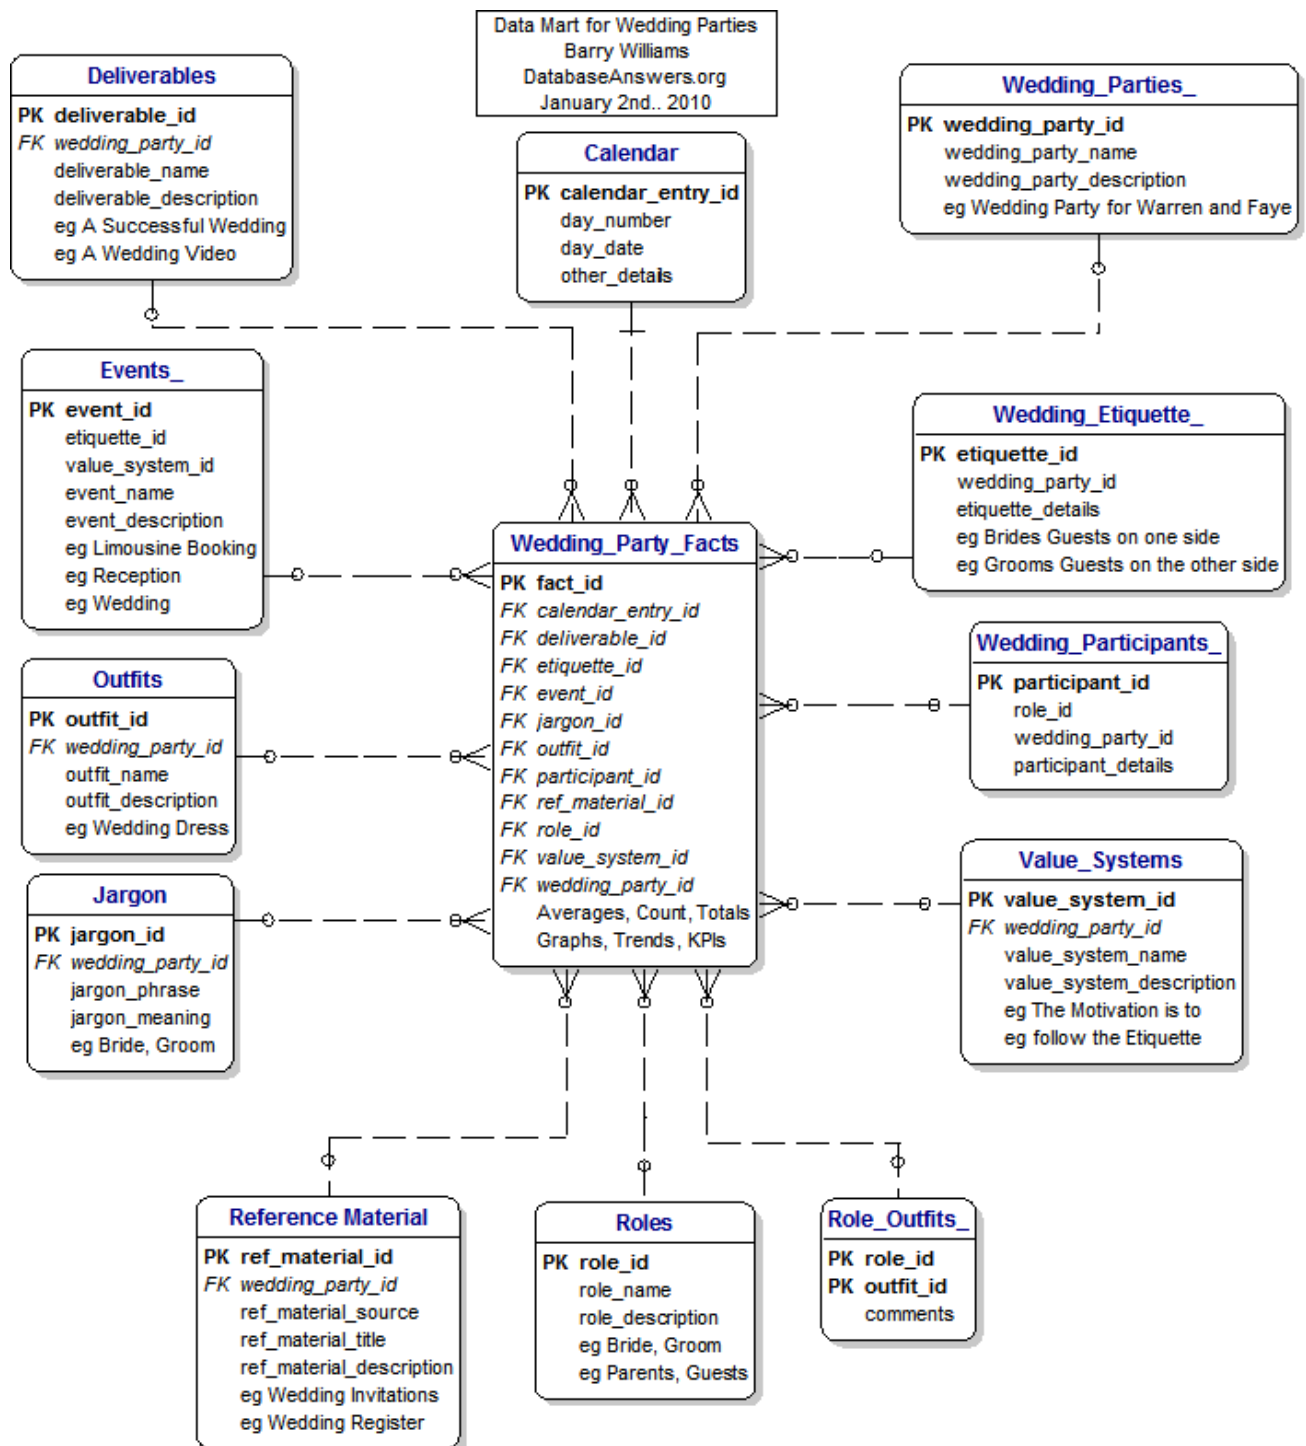 Data Mart for Wedding Parties
Barry Williams
DatabaseAnswers.org
January 2nd.. 2010
Deliverables
PK deliverable_id
FK wedding_party_id
deliverable_name
deliverable_description
eg A Successful Wedding
eg A Wedding Video
Calendar
PK calendar_entry_id
day_number
day_date
other_details
Wedding_Parties_
PK wedding_party_id
wedding_party_name
wedding_party_description
eg Wedding Party for Warren and Faye
Events_
PK event_id
etiquette_id
value_system_id
event_name
event_description
eg Limousine Booking
eg Reception
eg Wedding
Wedding_Etiquette_
PK etiquette_id
wedding_party_id
etiquette_details
eg Brides Guests on one side
eg Grooms Guests on the other side
Wedding_Party_Facts
PK fact_id
FK calendar_entry_id
FK deliverable_id
FK etiquette_id
FK event_id
FK jargon_id
FK outfit_id
FK participant_id
FK ref_material_id
FK role_id
FK value_system_id
FK wedding_party_id
Averages, Count, Totals
Graphs, Trends, KPIs
Outfits
PK outfit_id
FK wedding_party_id
outfit_name
outfit_description
eg Wedding Dress
Wedding_Participants_
PK participant_id
role_id
wedding_party_id
participant_details
Jargon
PK jargon_id
FK wedding_party_id
jargon_phrase
jargon_meaning
eg Bride, Groom
Value_Systems
PK value_system_id
FK wedding_party_id
value_system_name
value_system_description
eg The Motivation is to
eg follow the Etiquette
Reference Material
PK ref_material_id
FK wedding_party_id
ref_material_source
ref_material_title
ref_material_description
eg Wedding Invitations
eg Wedding Register
Roles
PK role_id
role_name
role_description
eg Bride, Groom
eg Parents, Guests
Role_Outfits_
PK role_id
PK outfit_id
comments